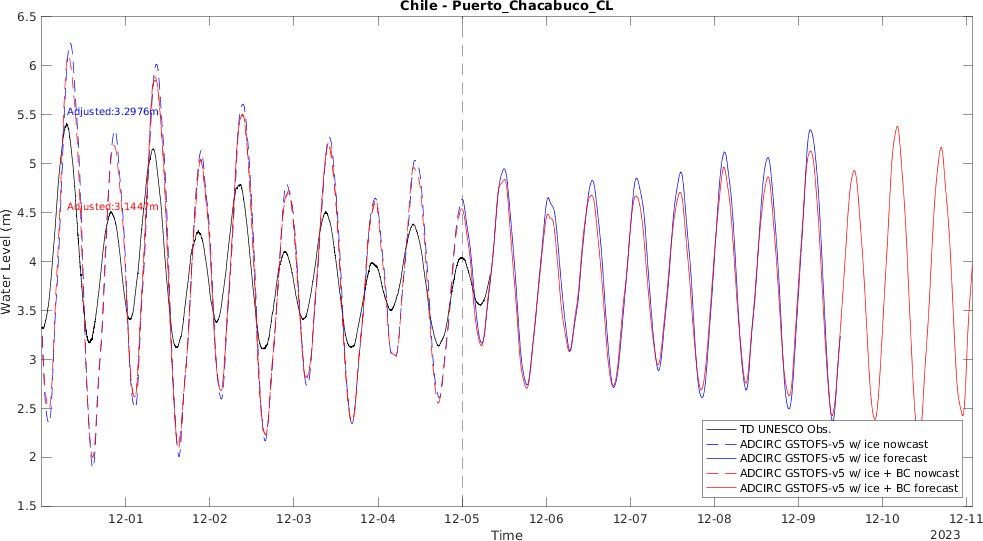 Chile - Puerto_Chacabuco_CL
6.5
6
5.5
5
4.5
4
3.5
3
2.5
2
1.5
Water Level (m)
Adjusted:3.2976m
Adjusted:3.1447m
TD UNESCO Obs.
ADCIRC GSTOFS-v5 w/ ice nowcast
ADCIRC GSTOFS-v5 w/ ice forecast
ADCIRC GSTOFS-v5 w/ ice + BC nowcast
ADCIRC GSTOFS-v5 w/ ice + BC forecast
12-01 12-02 12-03 12-04 12-05 12-06 12-07 12-08 12-09 12-10 12-11
Time
2023